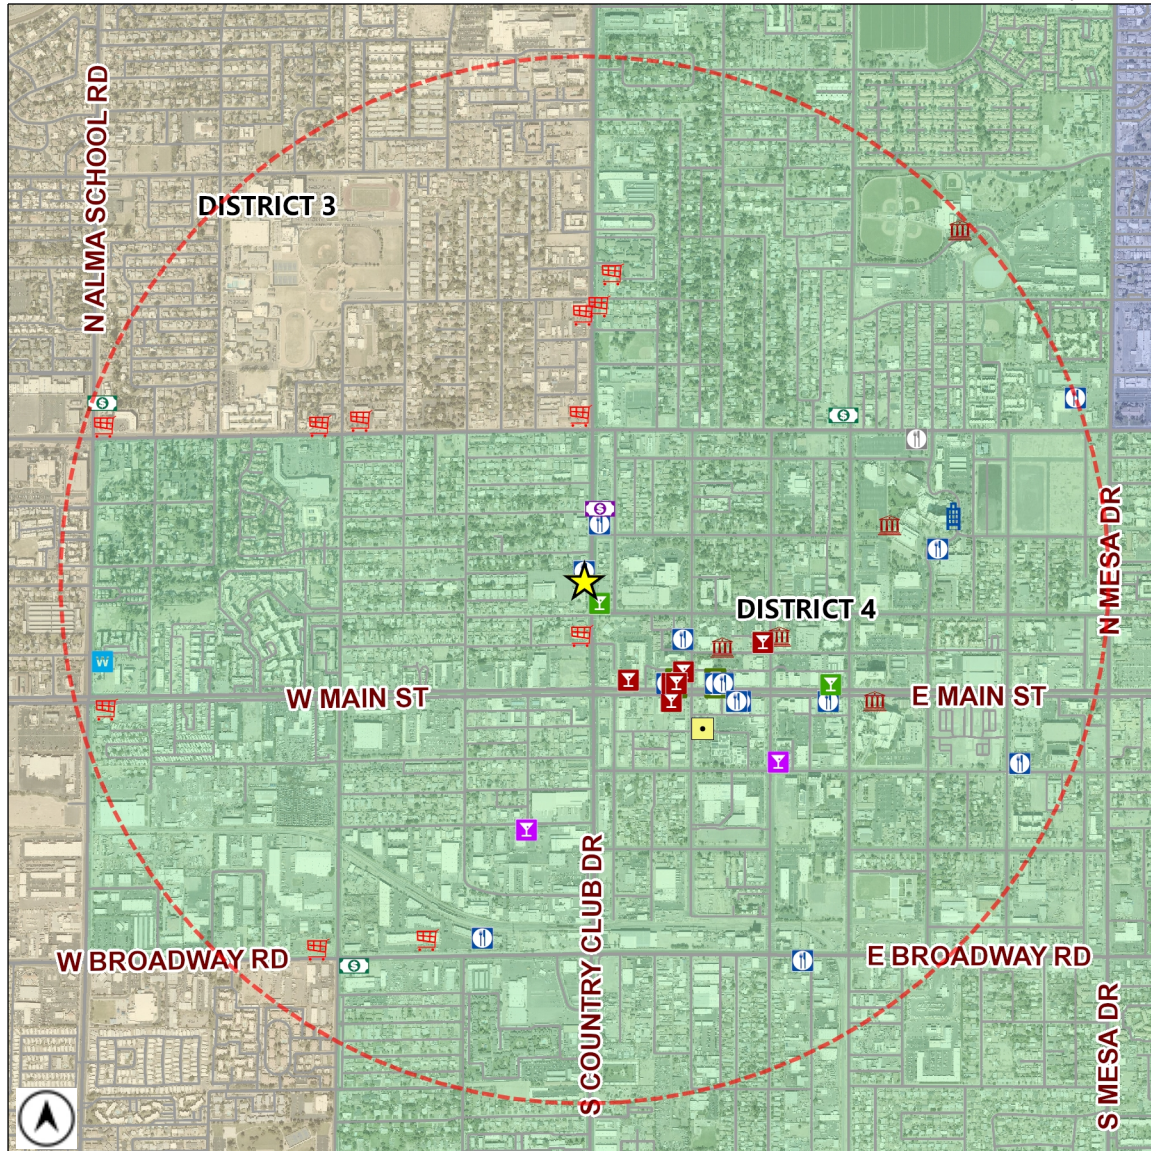 N ALMA SCHOOL RD
DISTRICT 3
N MESA DR
DISTRICT 4
W
W MAIN ST
E MAIN ST
S COUNTRY CLUB DR
W BROADWAY RD
E BROADWAY RD
S MESA DR